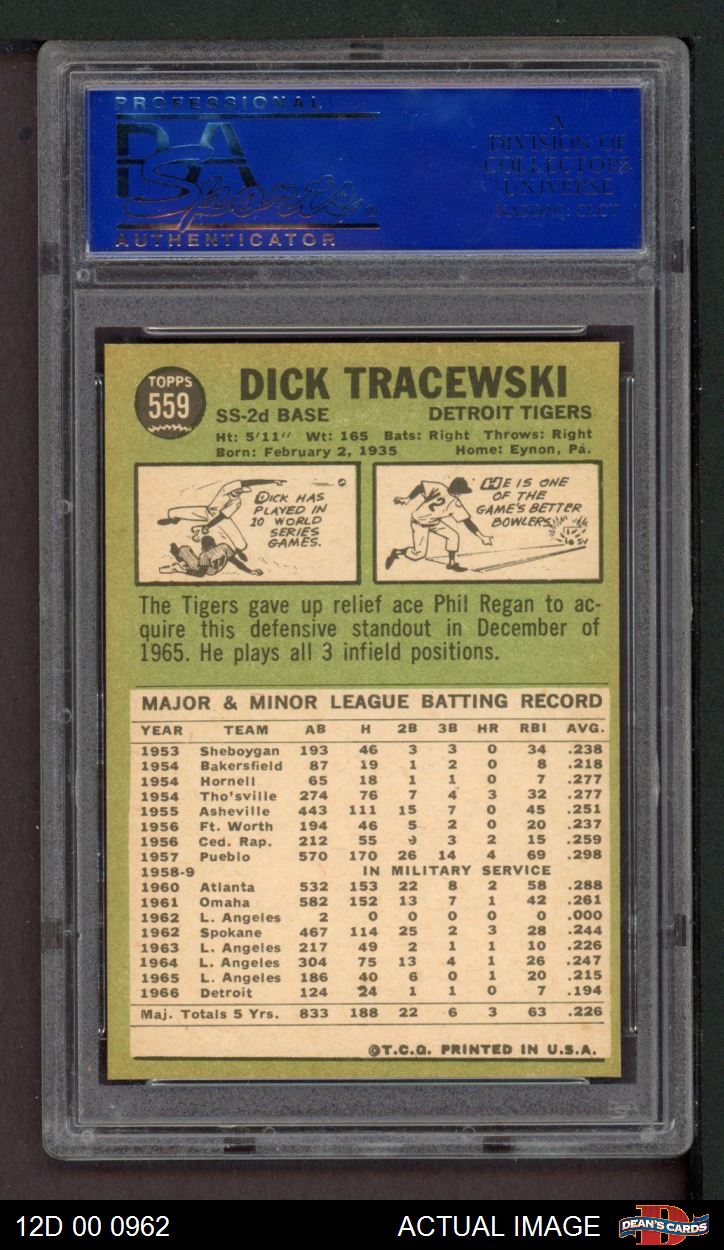 PROFESSIONAL
PSA
Sports
AUTHENTICATOR
A
DIVISION OF
COLLECTORS
UNIVERSE
NASDAQ: CLCT
TOPPS
559
DICK TRACEWSKI
SS-2d BASE DETROIT TIGERS
Ht: 5'11" Wt: 165 Bats: Right Throws: Right
Born: February 2, 1935 Home: Eynon, Pa.
DICK HAS
PLAYED IN
10 WORLD
SERIES
GAMES.
HE IS ONE
OF THE
GAME'S BETTER
BOWLERS
The Tigers gave up relief ace Phil Regan to ac-
quire this defensive standout in December of
1965. He plays all 3 infield positions.
MAJOR & MINOR LEAGUE BATTING RECORD
YEAR TEAM AB H 2B 3B HR RBI AVG.
1953 Sheboygan 193 46 3 3 0 34 .238
1954 Bakersfield 87 19 1 2 0 8 .218
1954 Hornell 65 18 1 1 0 7 .277
1954 Tho'sville 274 76 7 4 3 32 .277
1955 Asheville 443 111 15 7 0 45 .251
1956 Ft. Worth 194 46 5 2 0 20 .237
1956 Ced. Rap. 212 55 9 3 2 15 .259
1957 Pueblo 570 170 26 14 4 69 .298
1958-9 IN MILITARY SERVICE
1960 Atlanta 532 153 22 8 2 58 .288
1961 Omaha 582 152 13 7 1 42 .261
1962 L. Angeles 2 0 0 0 0 0 .000
1962 Spokane 467 114 25 2 3 28 .244
1963 L. Angeles 217 49 2 1 1 10 .226
1964 L. Angeles 304 75 13 4 1 26 .247
1965 L. Angeles 186 40 6 0 1 20 .215
1966 Detroit 124 24 1 1 0 7 .194
Maj. Totals 5 Yrs. 833 188 22 6 3 63 .226
©T.C.G. PRINTED IN U.S.A.
12D 00 0962 ACTUAL IMAGE
DEAN'S CARDS